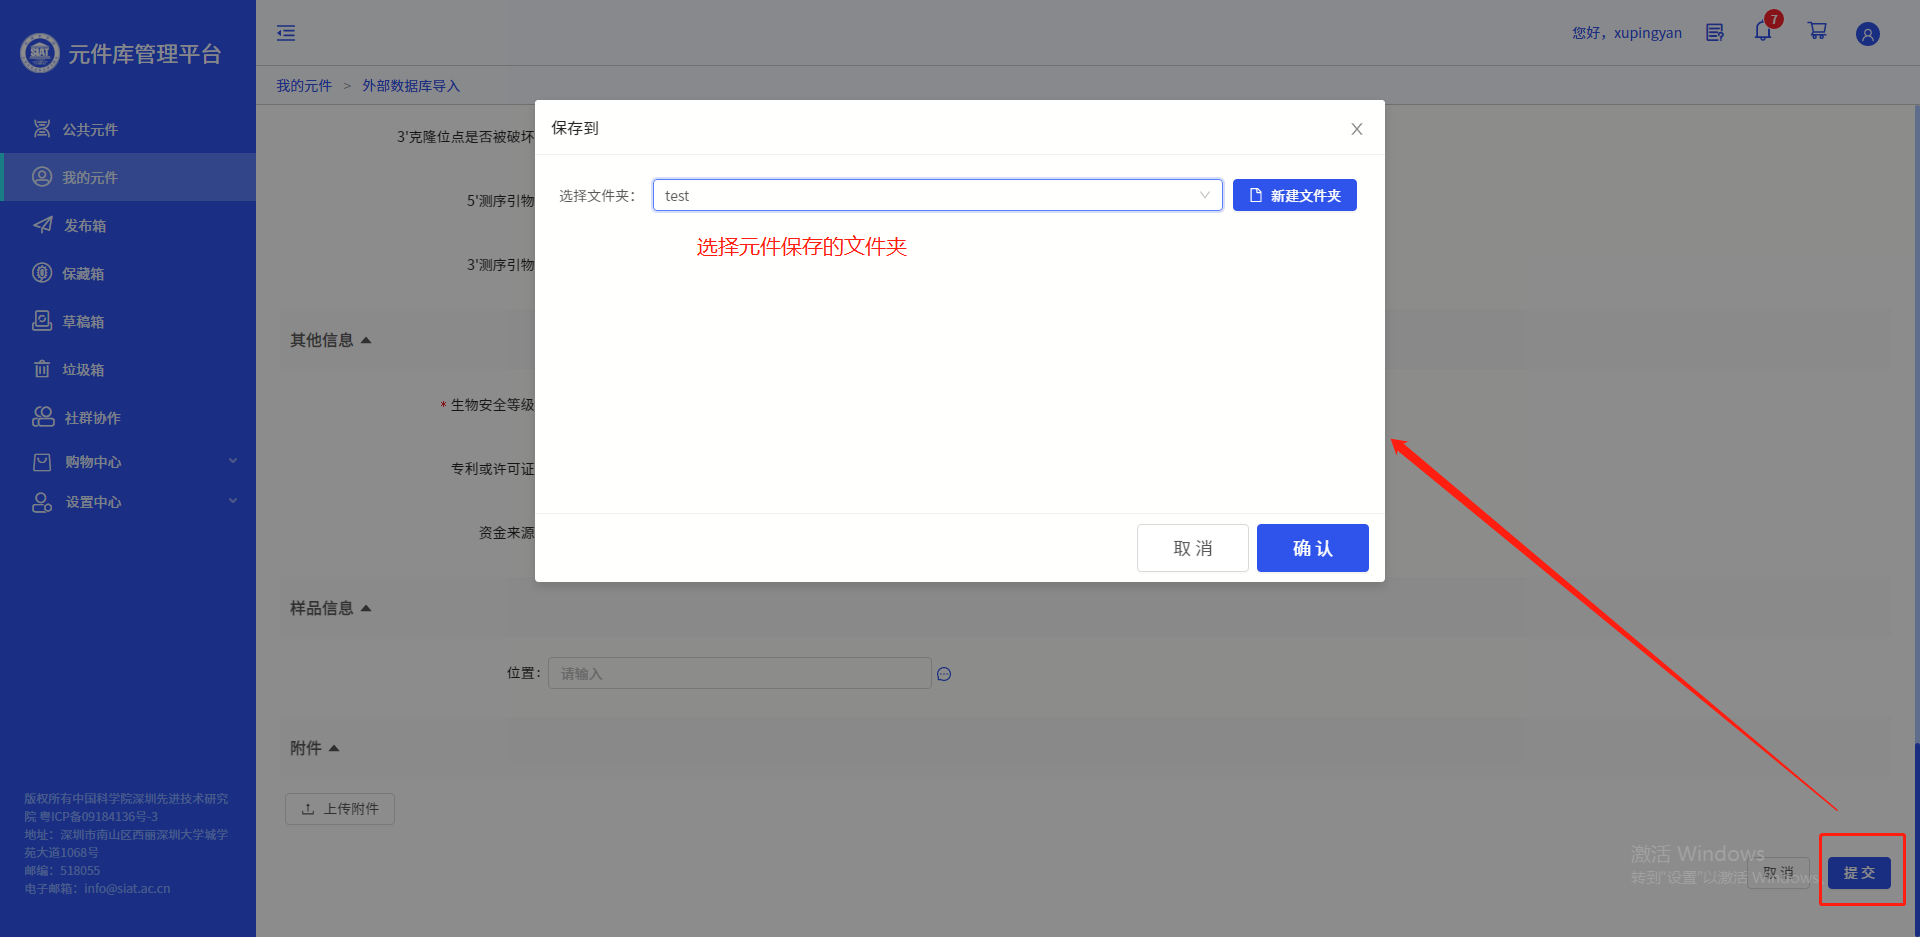 SIAT
元件库管理平台
您好，xupingyan
7
公共元件
我的元件
发布箱
保藏箱
草稿箱
垃圾箱
社群协作
购物中心
设置中心
版权所有中国科学院深圳先进技术研究
院 粤ICP备09184136号-3
地址：深圳市南山区西丽深圳大学城学
苑大道1068号
邮编：518055
电子邮箱：info@siat.ac.cn
我的元件 > 外部数据库导入
3'克隆位点是否被破坏
5'测序引物
3'测序引物
其他信息
* 生物安全等级
专利或许可证
资金来源
样品信息
位置：
请输入
附件
上传附件
保存到
选择文件夹：
test
新建文件夹
选择元件保存的文件夹
取 消
确 认
激活 Windows
转到"设置"以激活 Windows
取 消
提 交